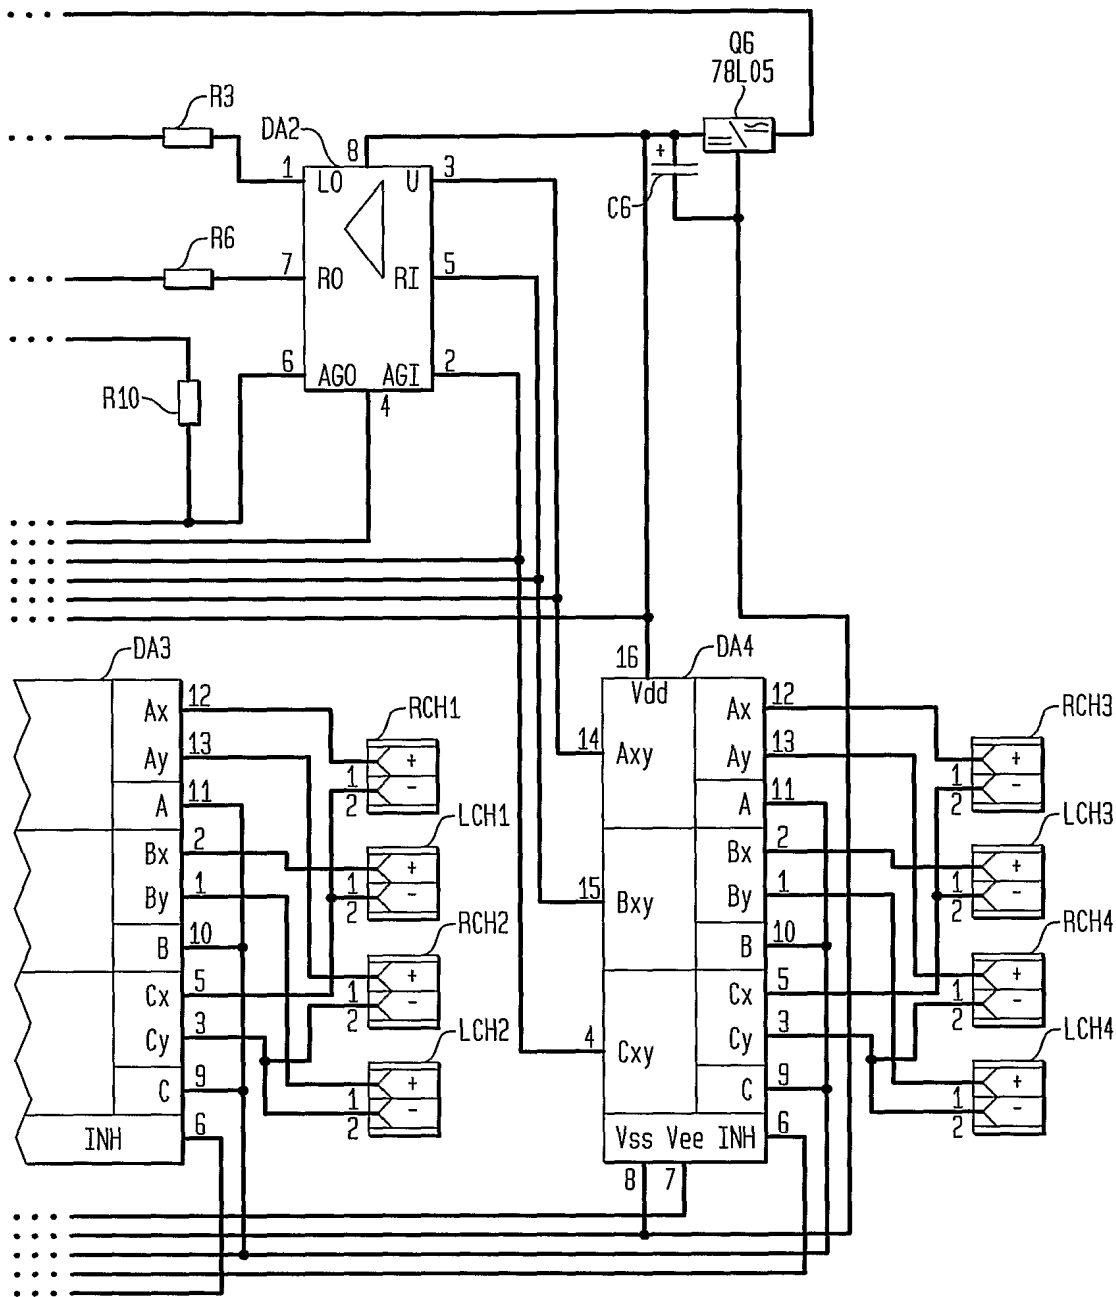 Q6
78L05
R3
DA2
8
1 LO U 3
+
C6
R6
7 RO RI 5
6 AGO AGI 2
R10
4
DA3
16
DA4
Vdd
Ax 12
RCH1
Ay 13
+
1 -
2
A 11
LCH1
Bx 2
+
1 -
2
By 1
RCH2
B 10
+
1 -
2
Cx 5
Cy 3
LCH2
+
1 -
2
C 9
INH 6
14 Axy
Ax 12
RCH3
Ay 13
+
1 -
2
A 11
LCH3
Bx 2
+
1 -
2
15 Bxy
By 1
RCH4
B 10
+
1 -
2
Cx 5
4 Cxy
Cy 3
LCH4
+
1 -
2
C 9
Vss Vee INH 6
8 7